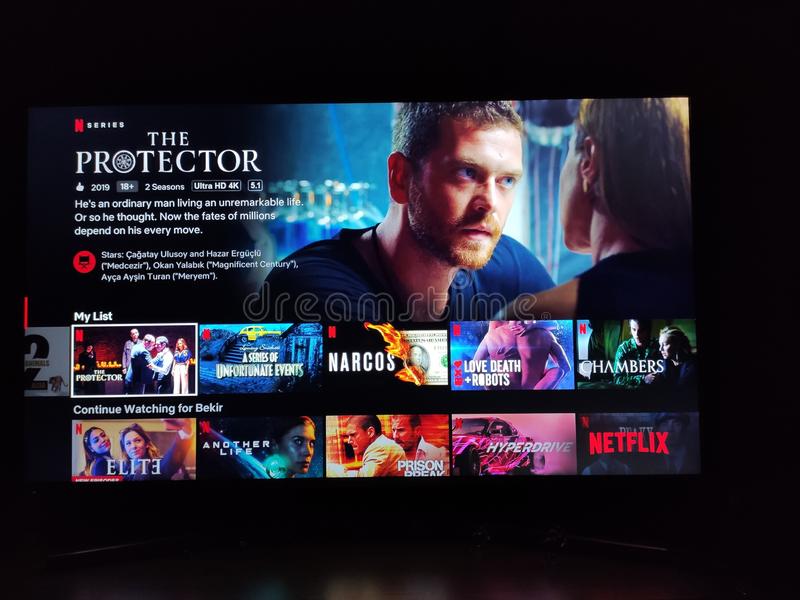 N SERIES
THE
PROTECTOR
2019 18+ 2 Seasons Ultra HD 4K 5.1
He's an ordinary man living an unremarkable life.
Or so he thought. Now the fates of millions
depend on his every move.
Stars: Çağatay Ulusoy and Hazar Ergüçlü
("Medcezir"), Okan Yalabık ("Magnificent Century"),
Ayça Ayşin Turan ("Meryem").
dreamstime
My List
2
N THE PROTECTOR
N Lemony Snicket's A SERIES OF UNFORTUNATE EVENTS
N NARCOS
N LOVE DEATH + ROBOTS
N CHAMBERS
Continue Watching for Bekir
N ELITE NEW EPISODES
N ANOTHER LIFE
PRISON BREAK
N HYPERDRIVE
NETFLIX